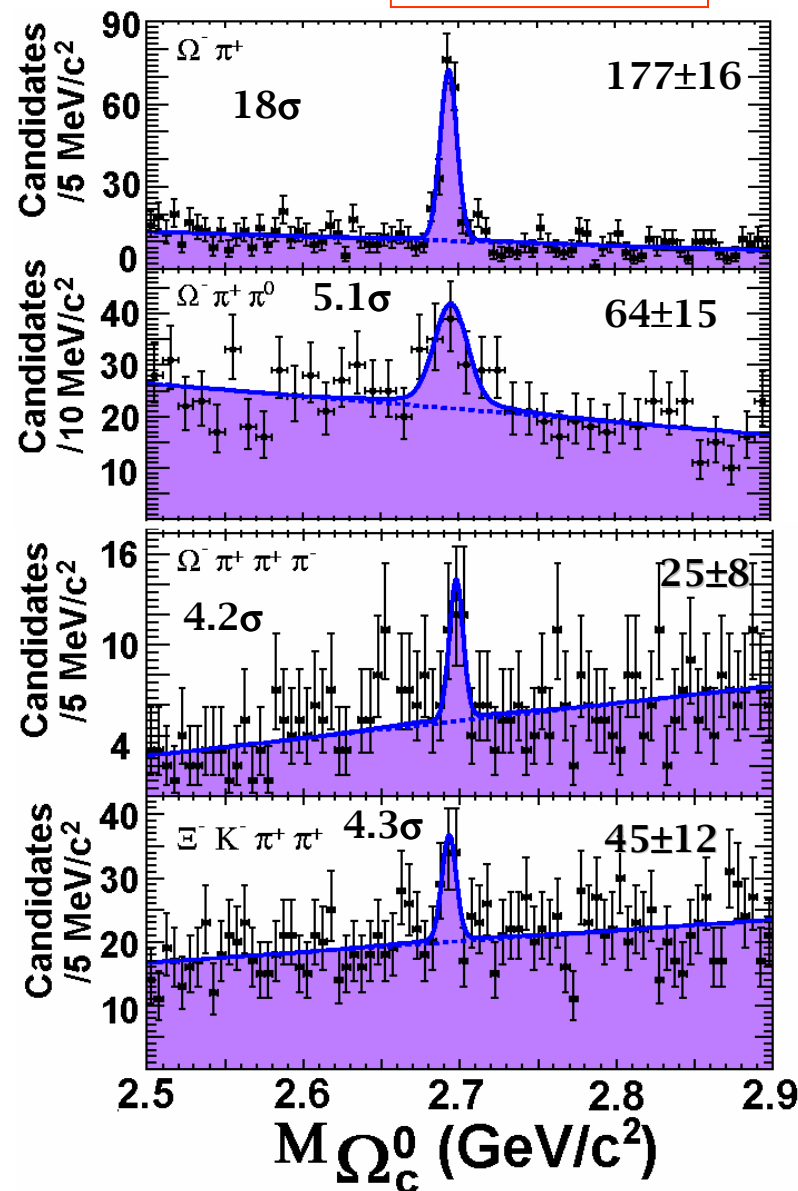 Candidates
/5 MeV/c²
90
60
30
0
Ω⁻ π⁺
18σ
177±16
Candidates
/10 MeV/c²
40
30
20
10
Ω⁻ π⁺ π⁰
5.1σ
64±15
Candidates
/5 MeV/c²
16
10
4
Ω⁻ π⁺ π⁺ π⁻
4.2σ
25±8
Candidates
/5 MeV/c²
40
30
20
10
Ξ⁻ K⁻ π⁺ π⁺
4.3σ
45±12
2.5 2.6 2.7 2.8 2.9
M Ω_c^0 (GeV/c²)